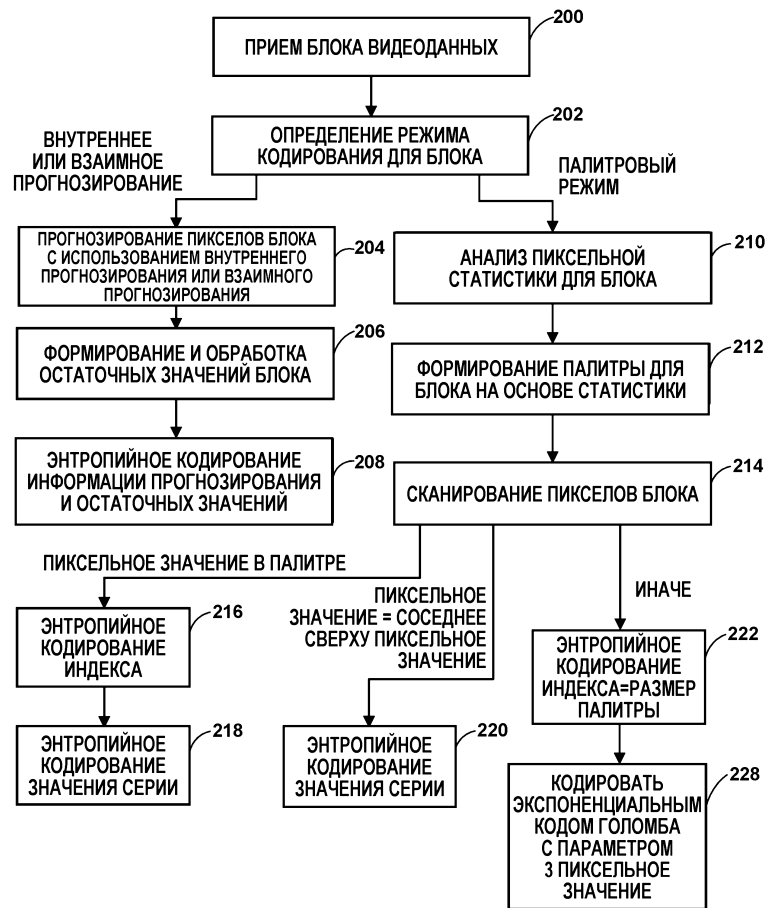 200
ПРИЕМ БЛОКА ВИДЕОДАННЫХ
202
ОПРЕДЕЛЕНИЕ РЕЖИМА
КОДИРОВАНИЯ ДЛЯ БЛОКА
ВНУТРЕННЕЕ
ИЛИ ВЗАИМНОЕ
ПРОГНОЗИРОВАНИЕ
ПАЛИТРОВЫЙ
РЕЖИМ
204
ПРОГНОЗИРОВАНИЕ ПИКСЕЛОВ БЛОКА
С ИСПОЛЬЗОВАНИЕМ ВНУТРЕННЕГО
ПРОГНОЗИРОВАНИЯ ИЛИ ВЗАИМНОГО
ПРОГНОЗИРОВАНИЯ
210
АНАЛИЗ ПИКСЕЛЬНОЙ
СТАТИСТИКИ ДЛЯ БЛОКА
206
ФОРМИРОВАНИЕ И ОБРАБОТКА
ОСТАТОЧНЫХ ЗНАЧЕНИЙ БЛОКА
212
ФОРМИРОВАНИЕ ПАЛИТРЫ ДЛЯ
БЛОКА НА ОСНОВЕ СТАТИСТИКИ
208
ЭНТРОПИЙНОЕ КОДИРОВАНИЕ
ИНФОРМАЦИИ ПРОГНОЗИРОВАНИЯ
И ОСТАТОЧНЫХ ЗНАЧЕНИЙ
214
СКАНИРОВАНИЕ ПИКСЕЛОВ БЛОКА
ПИКСЕЛЬНОЕ ЗНАЧЕНИЕ В ПАЛИТРЕ
ПИКСЕЛЬНОЕ
ЗНАЧЕНИЕ = СОСЕДНЕЕ
СВЕРХУ ПИКСЕЛЬНОЕ
ЗНАЧЕНИЕ
ИНАЧЕ
216
ЭНТРОПИЙНОЕ
КОДИРОВАНИЕ
ИНДЕКСА
222
ЭНТРОПИЙНОЕ
КОДИРОВАНИЕ
ИНДЕКСА=РАЗМЕР
ПАЛИТРЫ
218
ЭНТРОПИЙНОЕ
КОДИРОВАНИЕ
ЗНАЧЕНИЯ СЕРИИ
220
ЭНТРОПИЙНОЕ
КОДИРОВАНИЕ
ЗНАЧЕНИЯ СЕРИИ
228
КОДИРОВАТЬ
ЭКСПОНЕНЦИАЛЬНЫМ
КОДОМ ГОЛОМБА
С ПАРАМЕТРОМ
3 ПИКСЕЛЬНОЕ
ЗНАЧЕНИЕ